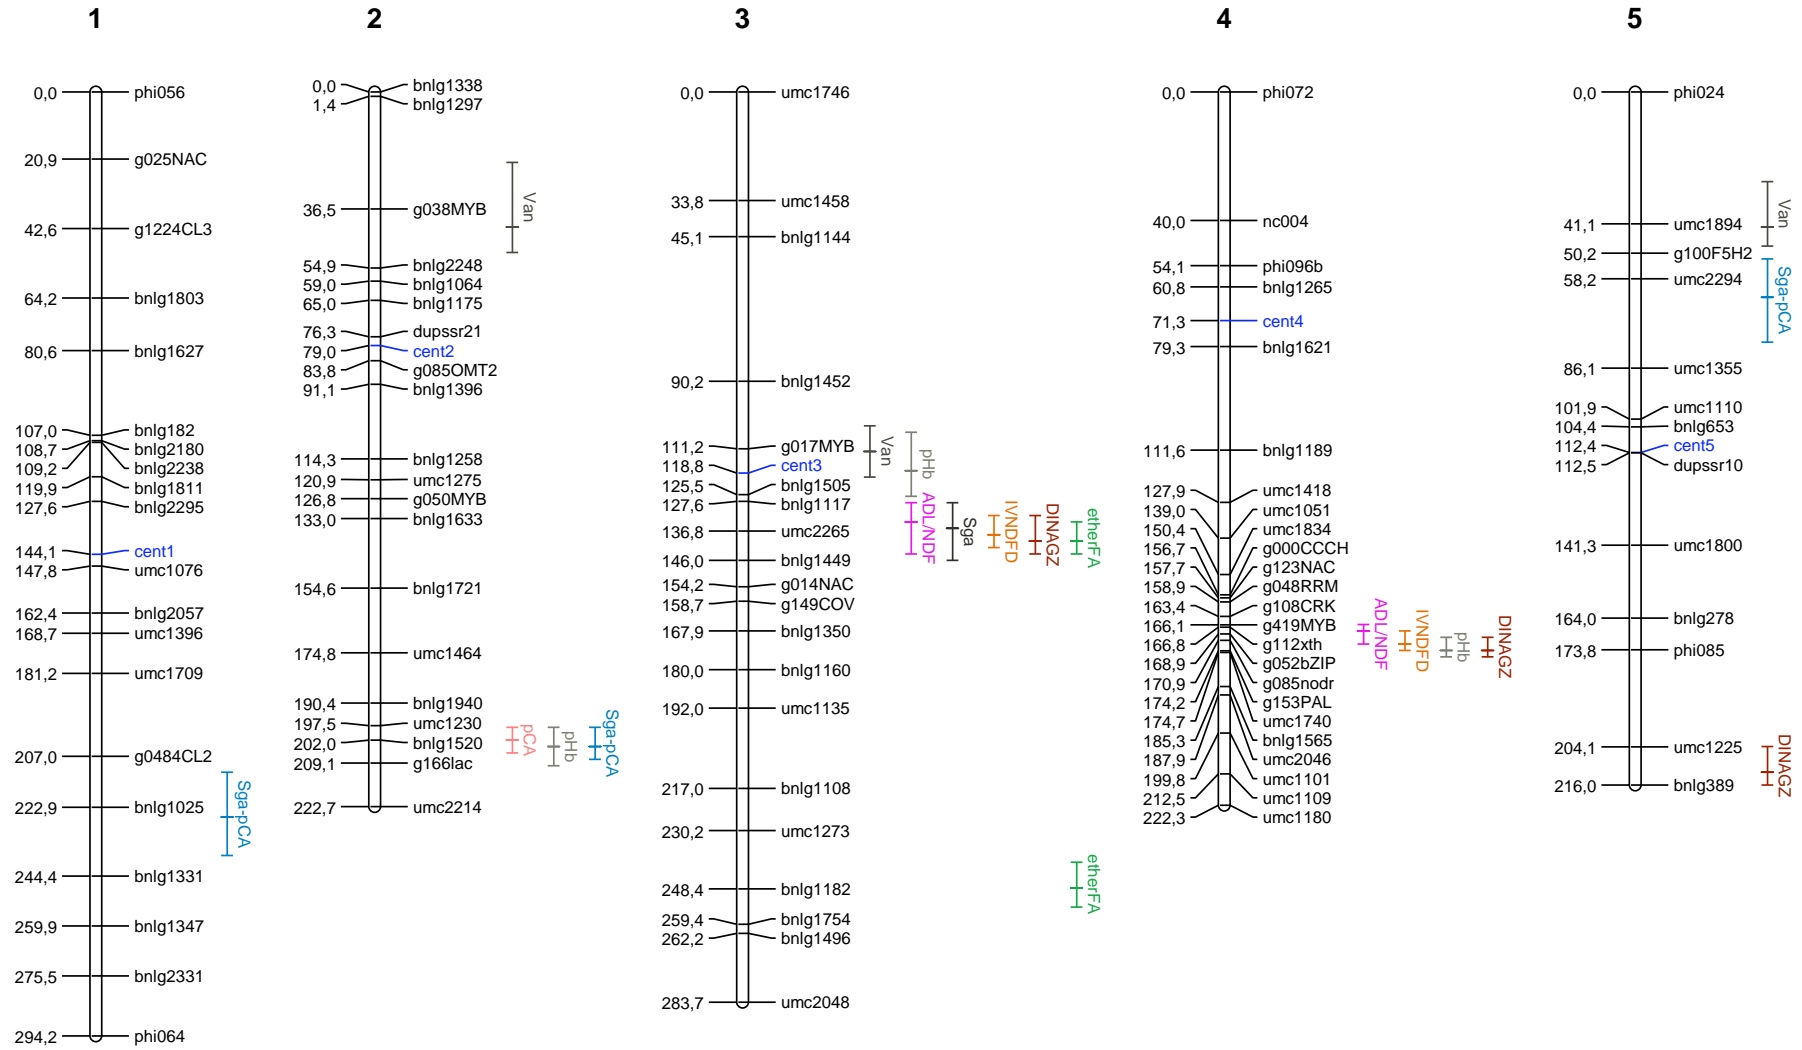 1
0,0 phi056
20,9 g025NAC
42,6 g1224CL3
64,2 bnlg1803
80,6 bnlg1627
107,0 bnlg182
108,7 bnlg2180
109,2 bnlg2238
119,9 bnlg1811
127,6 bnlg2295
144,1 cent1
147,8 umc1076
162,4 bnlg2057
168,7 umc1396
181,2 umc1709
207,0 g0484CL2
222,9 bnlg1025
244,4 bnlg1331
259,9 bnlg1347
275,5 bnlg2331
294,2 phi064
Sga-pCA
2
0,0 bnlg1338
1,4 bnlg1297
36,5 g038MYB
54,9 bnlg2248
59,0 bnlg1064
65,0 bnlg1175
76,3 dupssr21
79,0 cent2
83,8 g085OMT2
91,1 bnlg1396
114,3 bnlg1258
120,9 umc1275
126,8 g050MYB
133,0 bnlg1633
154,6 bnlg1721
174,8 umc1464
190,4 bnlg1940
197,5 umc1230
202,0 bnlg1520
209,1 g166lac
222,7 umc2214
Van
pCA
pHb
Sga-pCA
3
0,0 umc1746
33,8 umc1458
45,1 bnlg1144
90,2 bnlg1452
111,2 g017MYB
118,8 cent3
125,5 bnlg1505
127,6 bnlg1117
136,8 umc2265
146,0 bnlg1449
154,2 g014NAC
158,7 g149COV
167,9 bnlg1350
180,0 bnlg1160
192,0 umc1135
217,0 bnlg1108
230,2 umc1273
248,4 bnlg1182
259,4 bnlg1754
262,2 bnlg1496
283,7 umc2048
Van
pHb
ADL/NDF
Sga
IVNDFD
DINAGZ
etherFA
etherFA
4
0,0 phi072
40,0 nc004
54,1 phi096b
60,8 bnlg1265
71,3 cent4
79,3 bnlg1621
111,6 bnlg1189
127,9 umc1418
139,0 umc1051
150,4 umc1834
156,7 g000CCCH
157,7 g123NAC
158,9 g048RRM
163,4 g108CRK
166,1 g419MYB
166,8 g112xth
168,9 g052bZIP
170,9 g085nodr
174,2 g153PAL
174,7 umc1740
185,3 bnlg1565
187,9 umc2046
199,8 umc1101
212,5 umc1109
222,3 umc1180
ADL/NDF
IVNDFD
pHb
DINAGZ
5
0,0 phi024
41,1 umc1894
50,2 g100F5H2
58,2 umc2294
86,1 umc1355
101,9 umc1110
104,4 bnlg653
112,4 cent5
112,5 dupssr10
141,3 umc1800
164,0 bnlg278
173,8 phi085
204,1 umc1225
216,0 bnlg389
Van
Sga-pCA
DINAGZ